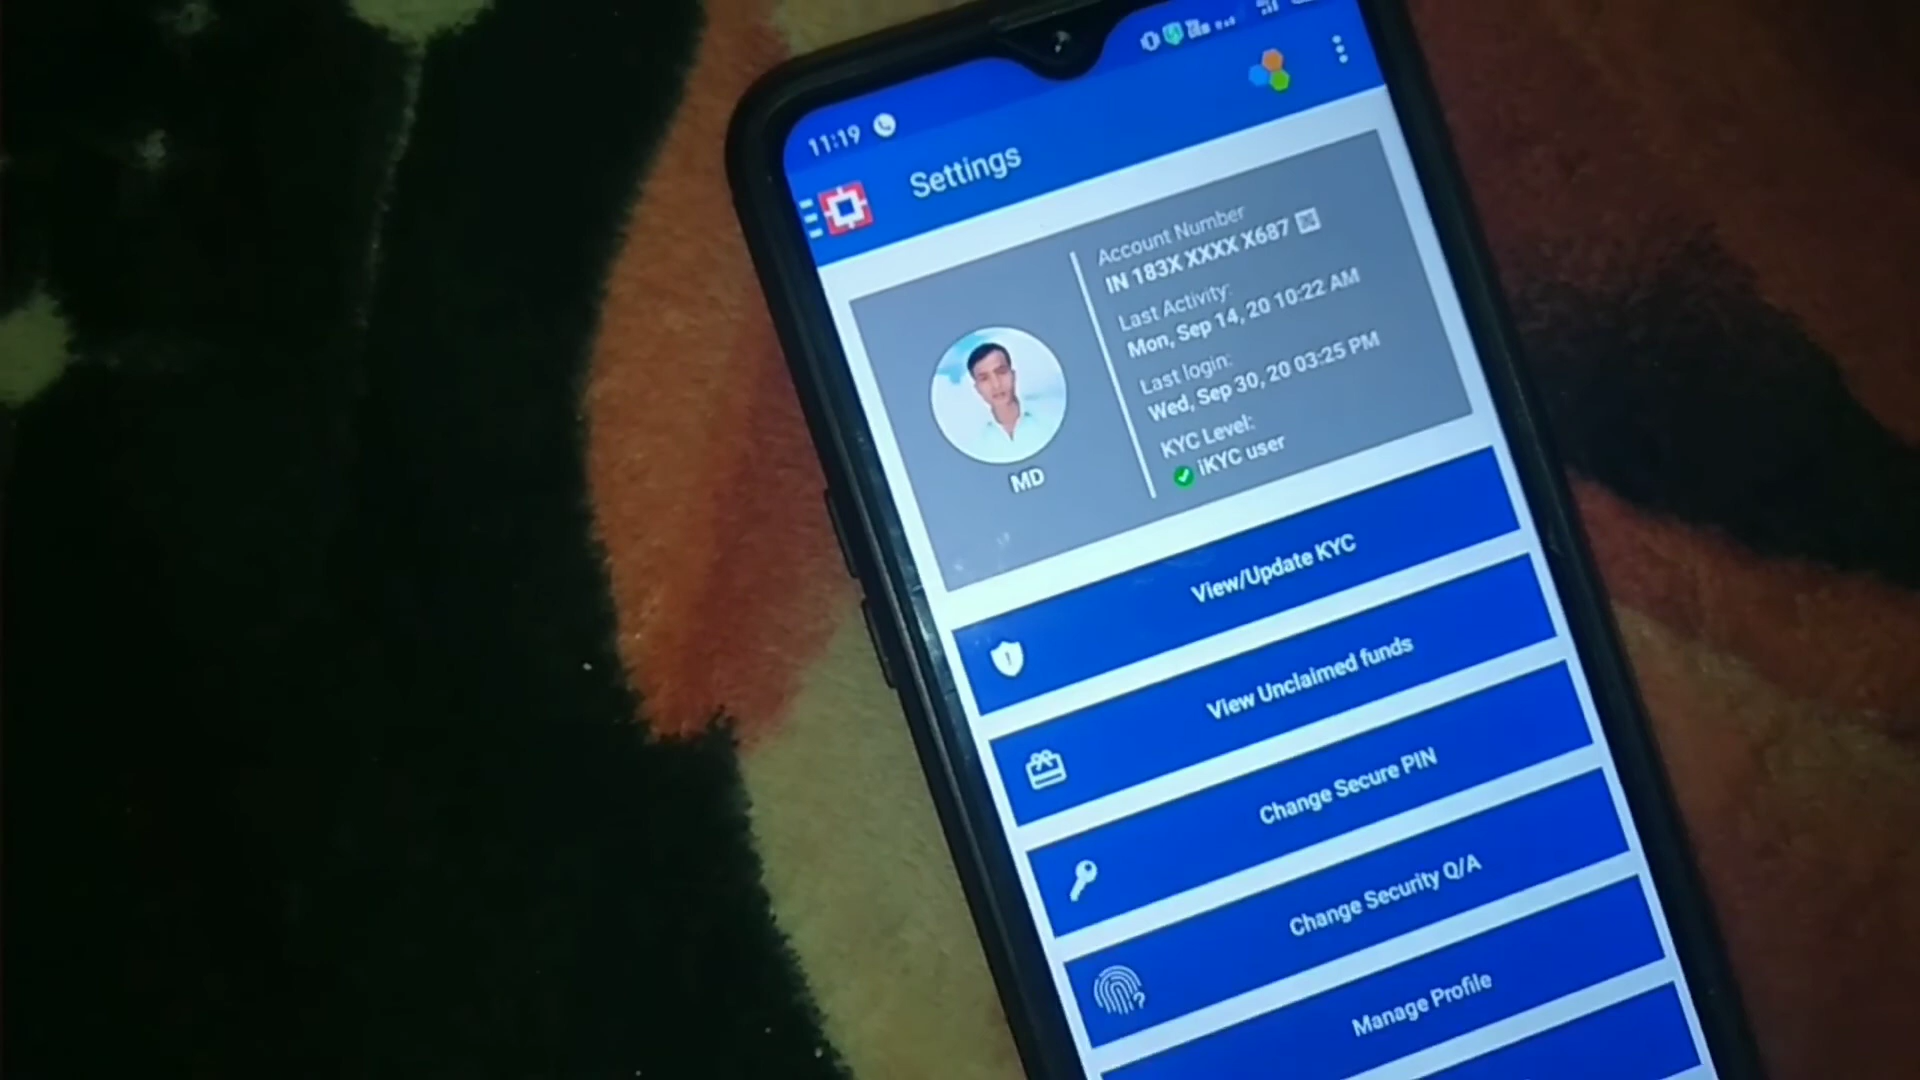 11:19
Settings
Account Number
IN 183X XXXX X687
Last Activity:
Mon, Sep 14, 20 10:22 AM
Last login:
Wed, Sep 30, 20 03:25 PM
KYC Level:
iKYC user
MD
View/Update KYC
View Unclaimed funds
Change Secure PIN
Change Security Q/A
Manage Profile